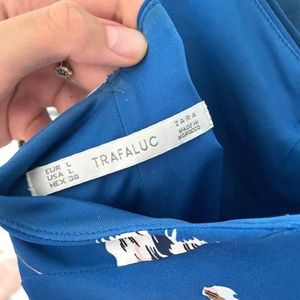 EUR L
USA L
MEX 30
TRAFALUC
ZARA
MADE IN
MOROCCO